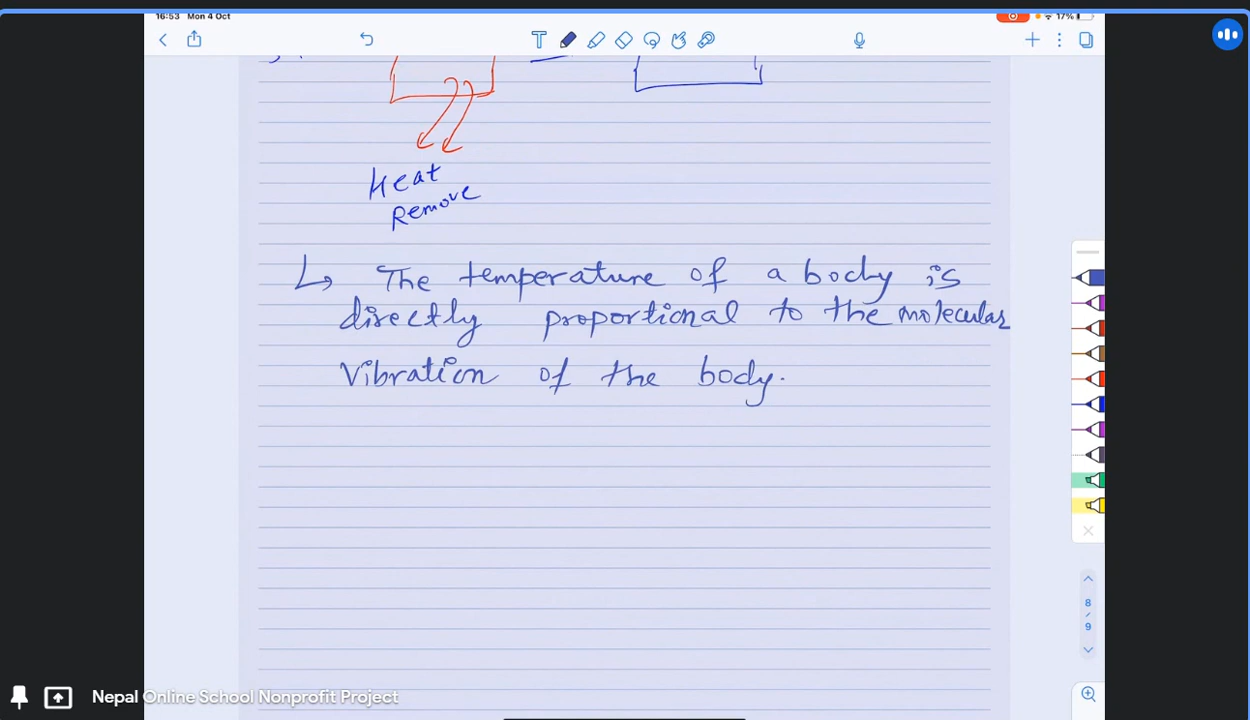 16:53 Mon 4 Oct
17%
T
Heat
Remove
↳ The temperature of a body is
directly proportional to the molecular
Vibration of the body.
8
/
9
Nepal Online School Nonprofit Project